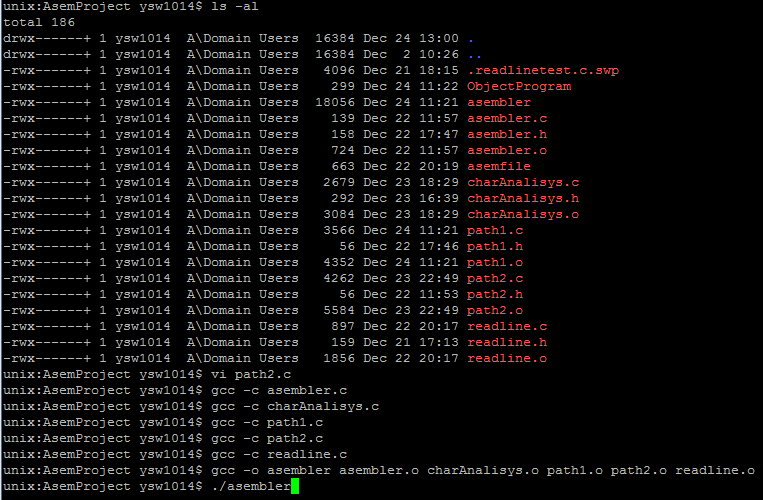 unix:AsemProject ysw1014$ ls -al
total 186
drwx------+ 1 ysw1014  A\Domain Users  16384 Dec 24 13:00 .
drwx------+ 1 ysw1014  A\Domain Users  16384 Dec  2 10:26 ..
-rwx------+ 1 ysw1014  A\Domain Users   4096 Dec 21 18:15 .readlinetest.c.swp
-rwx------+ 1 ysw1014  A\Domain Users    299 Dec 24 11:22 ObjectProgram
-rwx------+ 1 ysw1014  A\Domain Users  18056 Dec 24 11:21 asembler
-rwx------+ 1 ysw1014  A\Domain Users    139 Dec 22 11:57 asembler.c
-rwx------+ 1 ysw1014  A\Domain Users    158 Dec 22 17:47 asembler.h
-rwx------+ 1 ysw1014  A\Domain Users    724 Dec 22 11:57 asembler.o
-rwx------+ 1 ysw1014  A\Domain Users    663 Dec 22 20:19 asemfile
-rwx------+ 1 ysw1014  A\Domain Users   2679 Dec 23 18:29 charAnalisys.c
-rwx------+ 1 ysw1014  A\Domain Users    292 Dec 23 16:39 charAnalisys.h
-rwx------+ 1 ysw1014  A\Domain Users   3084 Dec 23 18:29 charAnalisys.o
-rwx------+ 1 ysw1014  A\Domain Users   3566 Dec 24 11:21 path1.c
-rwx------+ 1 ysw1014  A\Domain Users     56 Dec 22 17:46 path1.h
-rwx------+ 1 ysw1014  A\Domain Users   4352 Dec 24 11:21 path1.o
-rwx------+ 1 ysw1014  A\Domain Users   4262 Dec 23 22:49 path2.c
-rwx------+ 1 ysw1014  A\Domain Users     56 Dec 22 11:53 path2.h
-rwx------+ 1 ysw1014  A\Domain Users   5584 Dec 23 22:49 path2.o
-rwx------+ 1 ysw1014  A\Domain Users    897 Dec 22 20:17 readline.c
-rwx------+ 1 ysw1014  A\Domain Users    159 Dec 21 17:13 readline.h
-rwx------+ 1 ysw1014  A\Domain Users   1856 Dec 22 20:17 readline.o
unix:AsemProject ysw1014$ vi path2.c
unix:AsemProject ysw1014$ gcc -c asembler.c
unix:AsemProject ysw1014$ gcc -c charAnalisys.c
unix:AsemProject ysw1014$ gcc -c path1.c
unix:AsemProject ysw1014$ gcc -c path2.c
unix:AsemProject ysw1014$ gcc -c readline.c
unix:AsemProject ysw1014$ gcc -o asembler asembler.o charAnalisys.o path1.o path2.o readline.o
unix:AsemProject ysw1014$ ./asembler